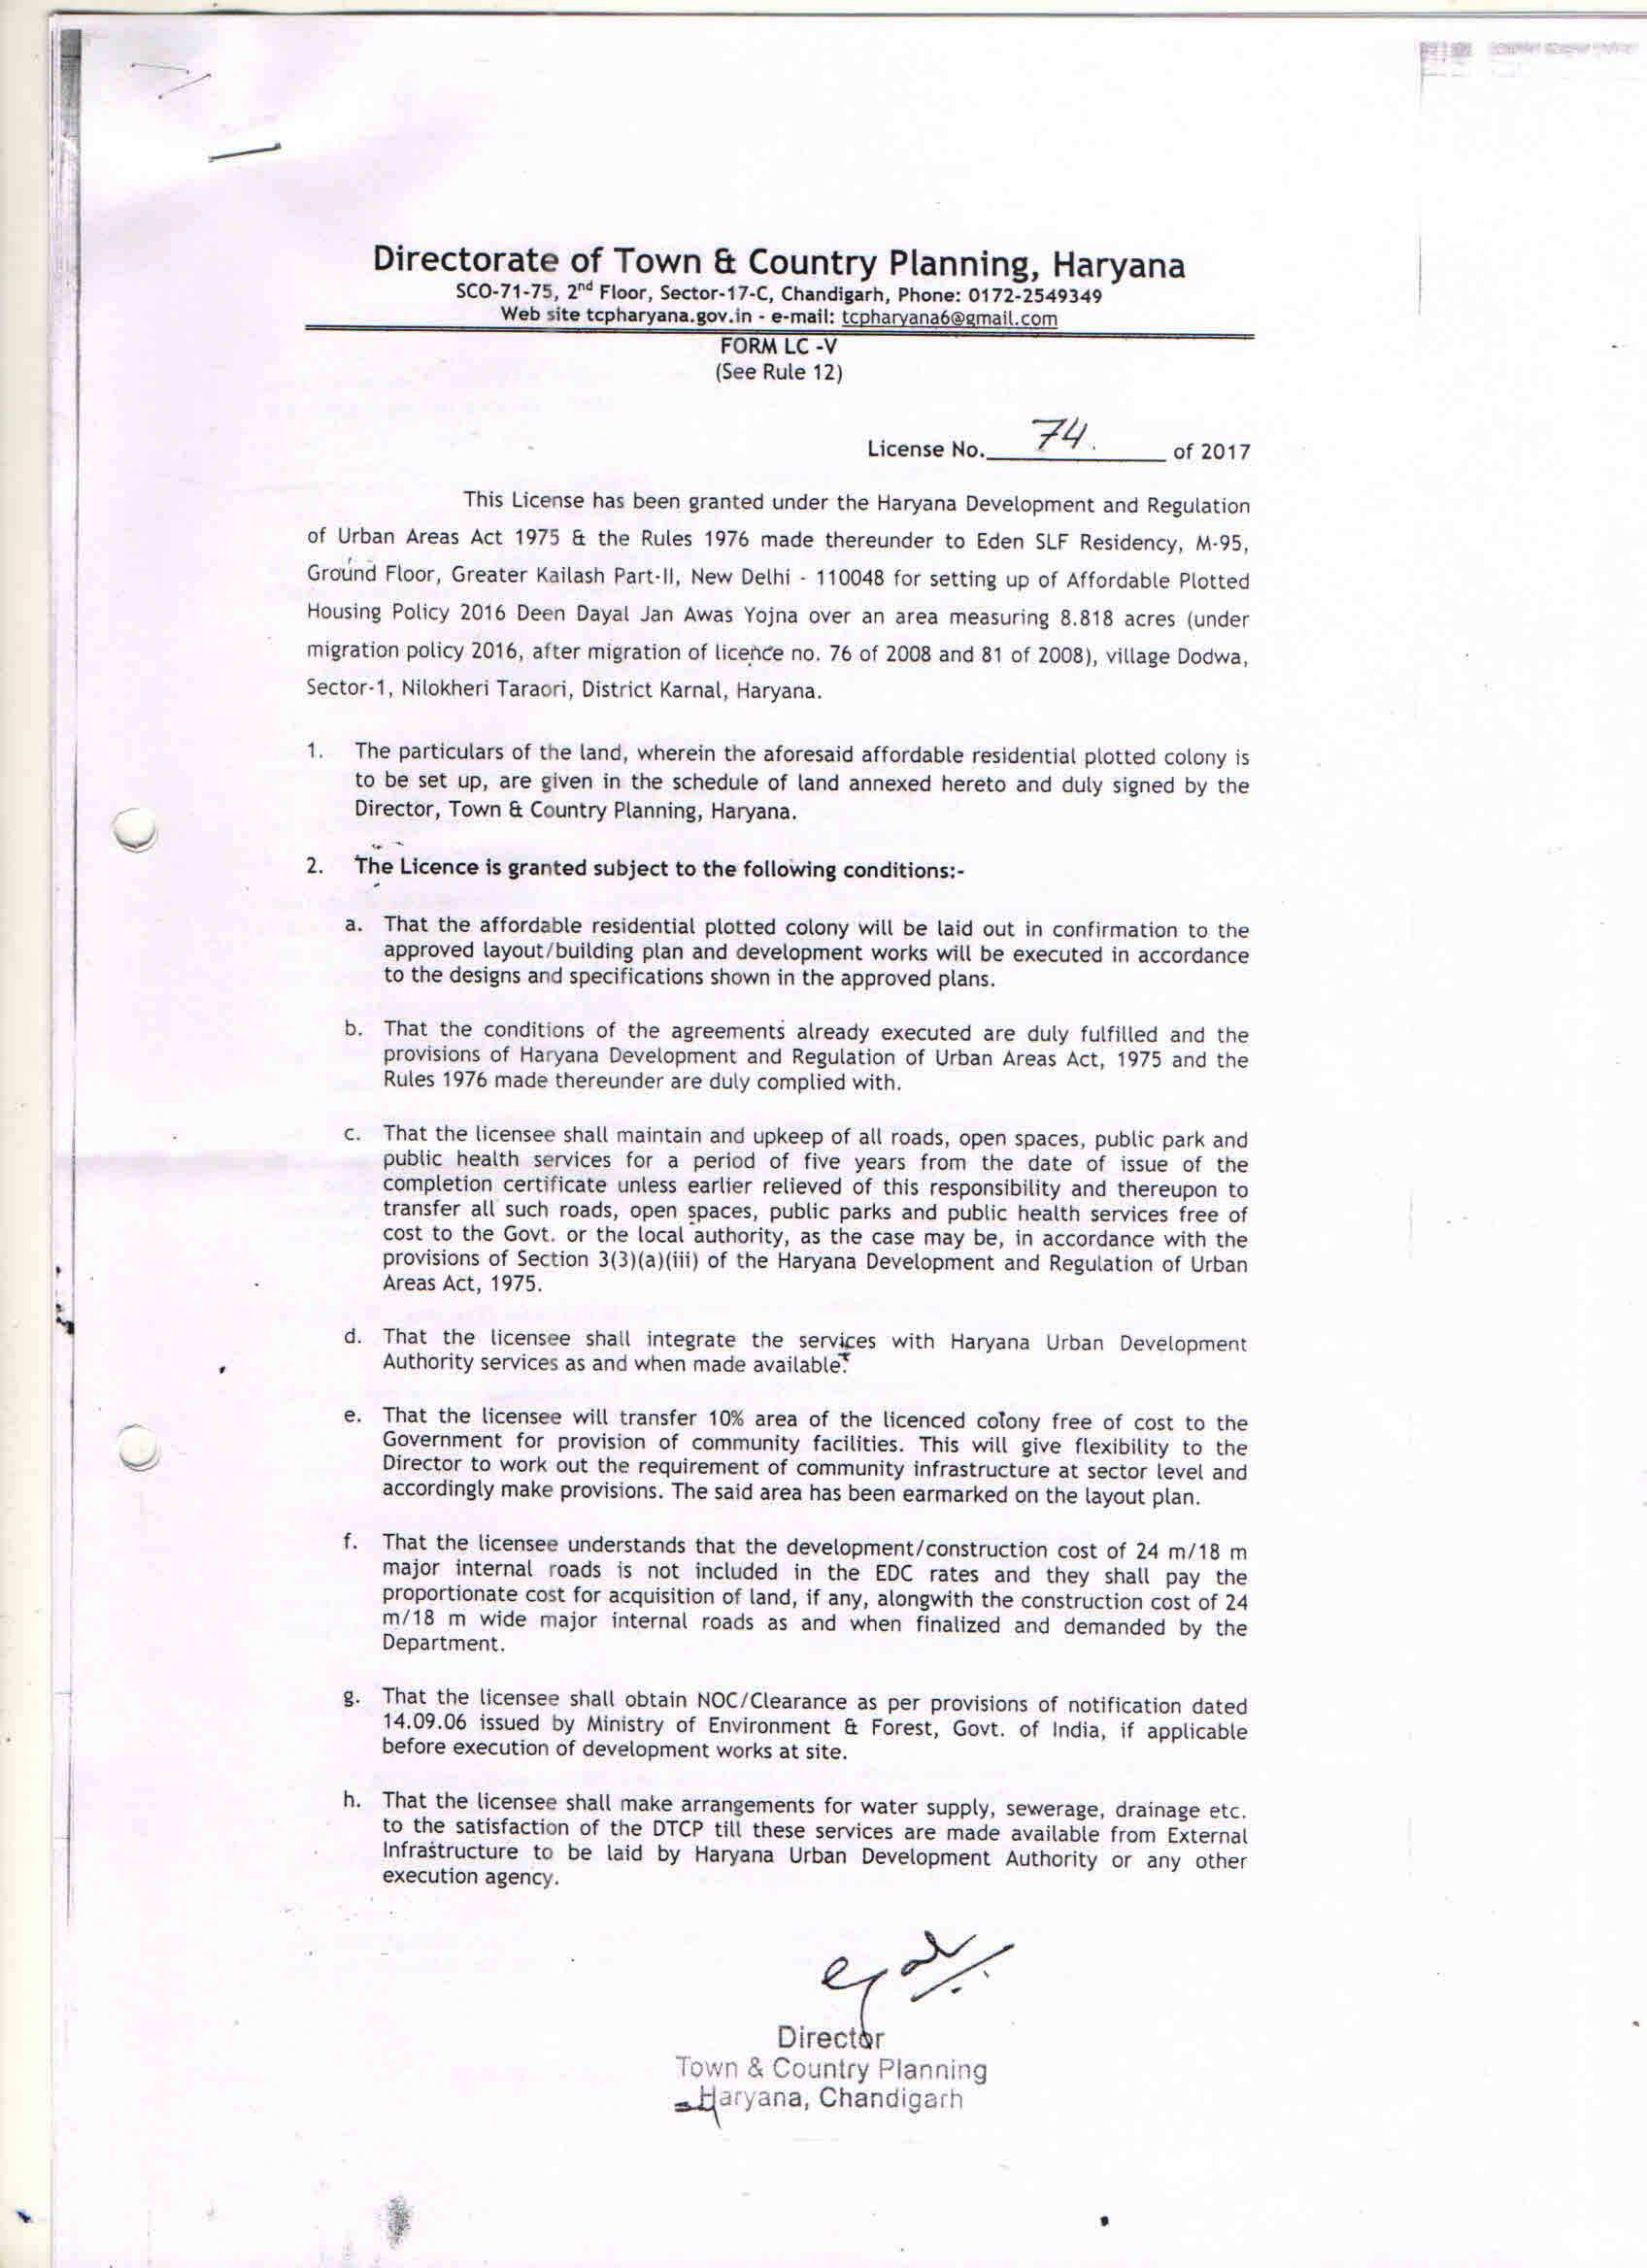 Directorate of Town & Country Planning, Haryana
SCO-71-75, 2nd Floor, Sector-17-C, Chandigarh, Phone: 0172-2549349
Web site tcpharyana.gov.in - e-mail: tcpharyana6@gmail.com
FORM LC -V
(See Rule 12)
License No. 74. of 2017
This License has been granted under the Haryana Development and Regulation
of Urban Areas Act 1975 & the Rules 1976 made thereunder to Eden SLF Residency, M-95,
Ground Floor, Greater Kailash Part-II, New Delhi - 110048 for setting up of Affordable Plotted
Housing Policy 2016 Deen Dayal Jan Awas Yojna over an area measuring 8.818 acres (under
migration policy 2016, after migration of licence no. 76 of 2008 and 81 of 2008), village Dodwa,
Sector-1, Nilokheri Taraori, District Karnal, Haryana.
1. The particulars of the land, wherein the aforesaid affordable residential plotted colony is
to be set up, are given in the schedule of land annexed hereto and duly signed by the
Director, Town & Country Planning, Haryana.
2. The Licence is granted subject to the following conditions:-
a. That the affordable residential plotted colony will be laid out in confirmation to the
approved layout/building plan and development works will be executed in accordance
to the designs and specifications shown in the approved plans.
b. That the conditions of the agreements already executed are duly fulfilled and the
provisions of Haryana Development and Regulation of Urban Areas Act, 1975 and the
Rules 1976 made thereunder are duly complied with.
c. That the licensee shall maintain and upkeep of all roads, open spaces, public park and
public health services for a period of five years from the date of issue of the
completion certificate unless earlier relieved of this responsibility and thereupon to
transfer all such roads, open spaces, public parks and public health services free of
cost to the Govt. or the local authority, as the case may be, in accordance with the
provisions of Section 3(3)(a)(iii) of the Haryana Development and Regulation of Urban
Areas Act, 1975.
d. That the licensee shall integrate the services with Haryana Urban Development
Authority services as and when made available.
e. That the licensee will transfer 10% area of the licenced colony free of cost to the
Government for provision of community facilities. This will give flexibility to the
Director to work out the requirement of community infrastructure at sector level and
accordingly make provisions. The said area has been earmarked on the layout plan.
f. That the licensee understands that the development/construction cost of 24 m/18 m
major internal roads is not included in the EDC rates and they shall pay the
proportionate cost for acquisition of land, if any, alongwith the construction cost of 24
m/18 m wide major internal roads as and when finalized and demanded by the
Department.
g. That the licensee shall obtain NOC/Clearance as per provisions of notification dated
14.09.06 issued by Ministry of Environment & Forest, Govt. of India, if applicable
before execution of development works at site.
h. That the licensee shall make arrangements for water supply, sewerage, drainage etc.
to the satisfaction of the DTCP till these services are made available from External
Infrastructure to be laid by Haryana Urban Development Authority or any other
execution agency.
Director
Town & Country Planning
Haryana, Chandigarh